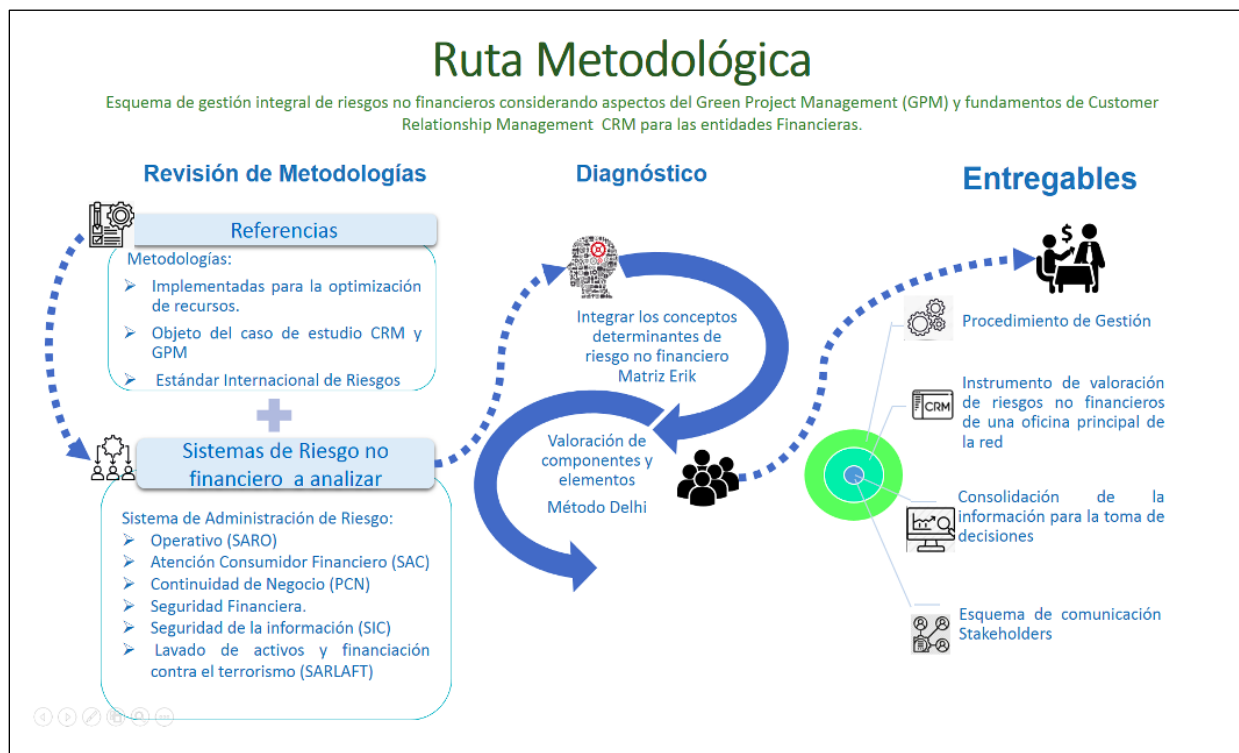 Ruta Metodológica
Esquema de gestión integral de riesgos no financieros considerando aspectos del Green Project Management (GPM) y fundamentos de Customer
Relationship Management CRM para las entidades Financieras.
Revisión de Metodologías
Referencias
Metodologías:
Implementadas para la optimización
de recursos.
Objeto del caso de estudio CRM y
GPM
Estándar Internacional de Riesgos
Sistemas de Riesgo no
financiero a analizar
Sistema de Administración de Riesgo:
Operativo (SARO)
Atención Consumidor Financiero (SAC)
Continuidad de Negocio (PCN)
Seguridad Financiera.
Seguridad de la información (SIC)
Lavado de activos y financiación
contra el terrorismo (SARLAFT)
Diagnóstico
Integrar los conceptos
determinantes de
riesgo no financiero
Matriz Erik
Valoración de
componentes y
elementos
Método Delhi
Entregables
$
Procedimiento de Gestión
CRM
Instrumento de valoración
de riesgos no financieros
de una oficina principal de
la red
Consolidación de la
información para la toma de
decisiones
Esquema de comunicación
Stakeholders